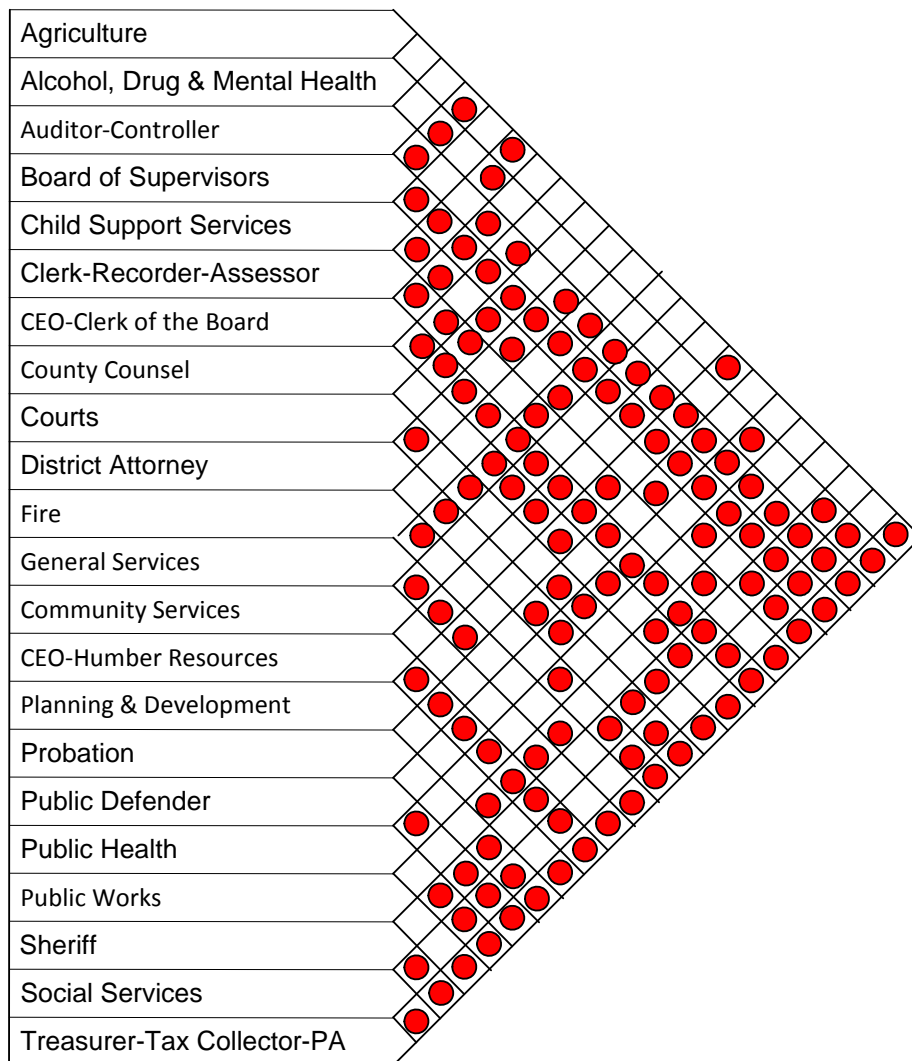 Agriculture
Alcohol, Drug & Mental Health
Auditor-Controller
Board of Supervisors
Child Support Services
Clerk-Recorder-Assessor
CEO-Clerk of the Board
County Counsel
Courts
District Attorney
Fire
General Services
Community Services
CEO-Humber Resources
Planning & Development
Probation
Public Defender
Public Health
Public Works
Sheriff
Social Services
Treasurer-Tax Collector-PA